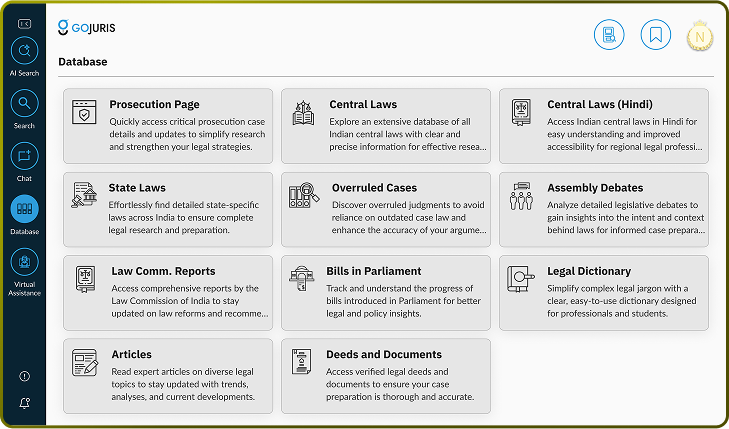 GOJURIS
N
Database
AI Search
Search
Chat
Database
Virtual
Assistance
Prosecution Page
Quickly access critical prosecution case
details and updates to simplify research
and strengthen your legal strategies.
Central Laws
Explore an extensive database of all
Indian central laws with clear and
precise information for effective resea...
Central Laws (Hindi)
Access Indian central laws in Hindi for
easy understanding and improved
accessibility for regional legal professi...
State Laws
Effortlessly find detailed state-specific
laws across India to ensure complete
legal research and preparation.
Overruled Cases
Discover overruled judgments to avoid
reliance on outdated case law and
enhance the accuracy of your argume...
Assembly Debates
Analyze detailed legislative debates to
gain insights into the intent and context
behind laws for informed case prepara...
Law Comm. Reports
Access comprehensive reports by the
Law Commission of India to stay
updated on law reforms and recomme...
Bills in Parliament
Track and understand the progress of
bills introduced in Parliament for better
legal and policy insights.
Legal Dictionary
Simplify complex legal jargon with a
clear, easy-to-use dictionary designed
for professionals and students.
Articles
Read expert articles on diverse legal
topics to stay updated with trends,
analyses, and current developments.
Deeds and Documents
Access verified legal deeds and
documents to ensure your case
preparation is thorough and accurate.